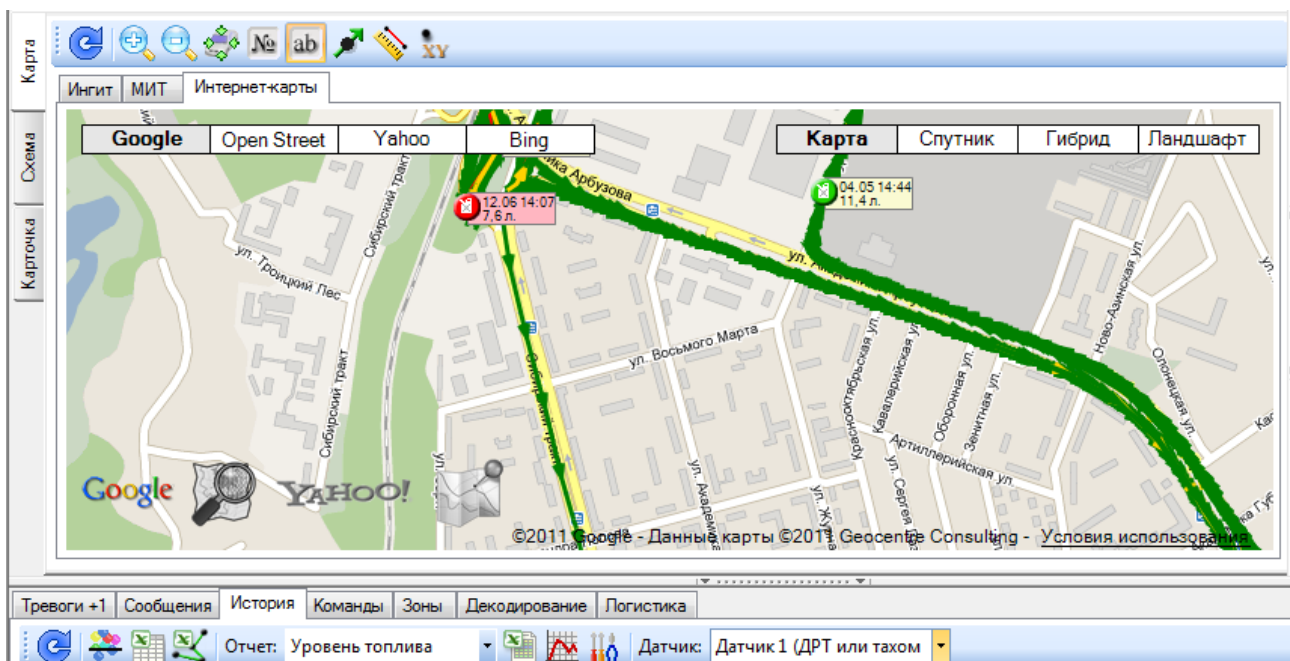 Карта
№ ab XY
Ингит МИТ Интернет-карты
Схема
Карточка
Google Open Street Yahoo Bing
Карта Спутник Гибрид Ландшафт
Арбузова
Сибирский тракт
04.05 14:44
11,4 л.
12.06 14:07
7,6 л.
ул. Троицкий Лес
ул. Восьмого Марта
Сибирский тракт
Сибирский тракт
Ново-Азинская ул.
Олонецкая ул.
Красноктябрьская ул.
Кавалерийская ул.
Оборонная ул.
Зенитная ул.
Артиллерийская ул.
Google YAHOO!
©2011 Google - Данные карты ©2011 Geocentre Consulting - Условия использования
Тревоги +1 Сообщения История Команды Зоны Декодирование Логистика
Отчет: Уровень топлива Датчик: Датчик 1 (ДРТ или тахом